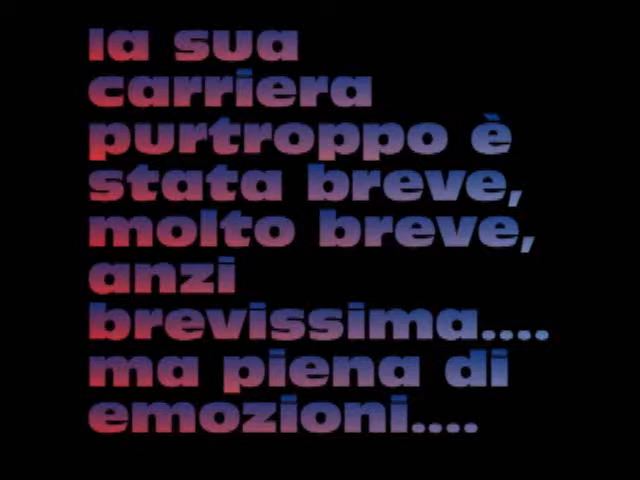 la sua
carriera
purtroppo è
stata breve,
molto breve,
anzi
brevissima....
ma piena di
emozioni....